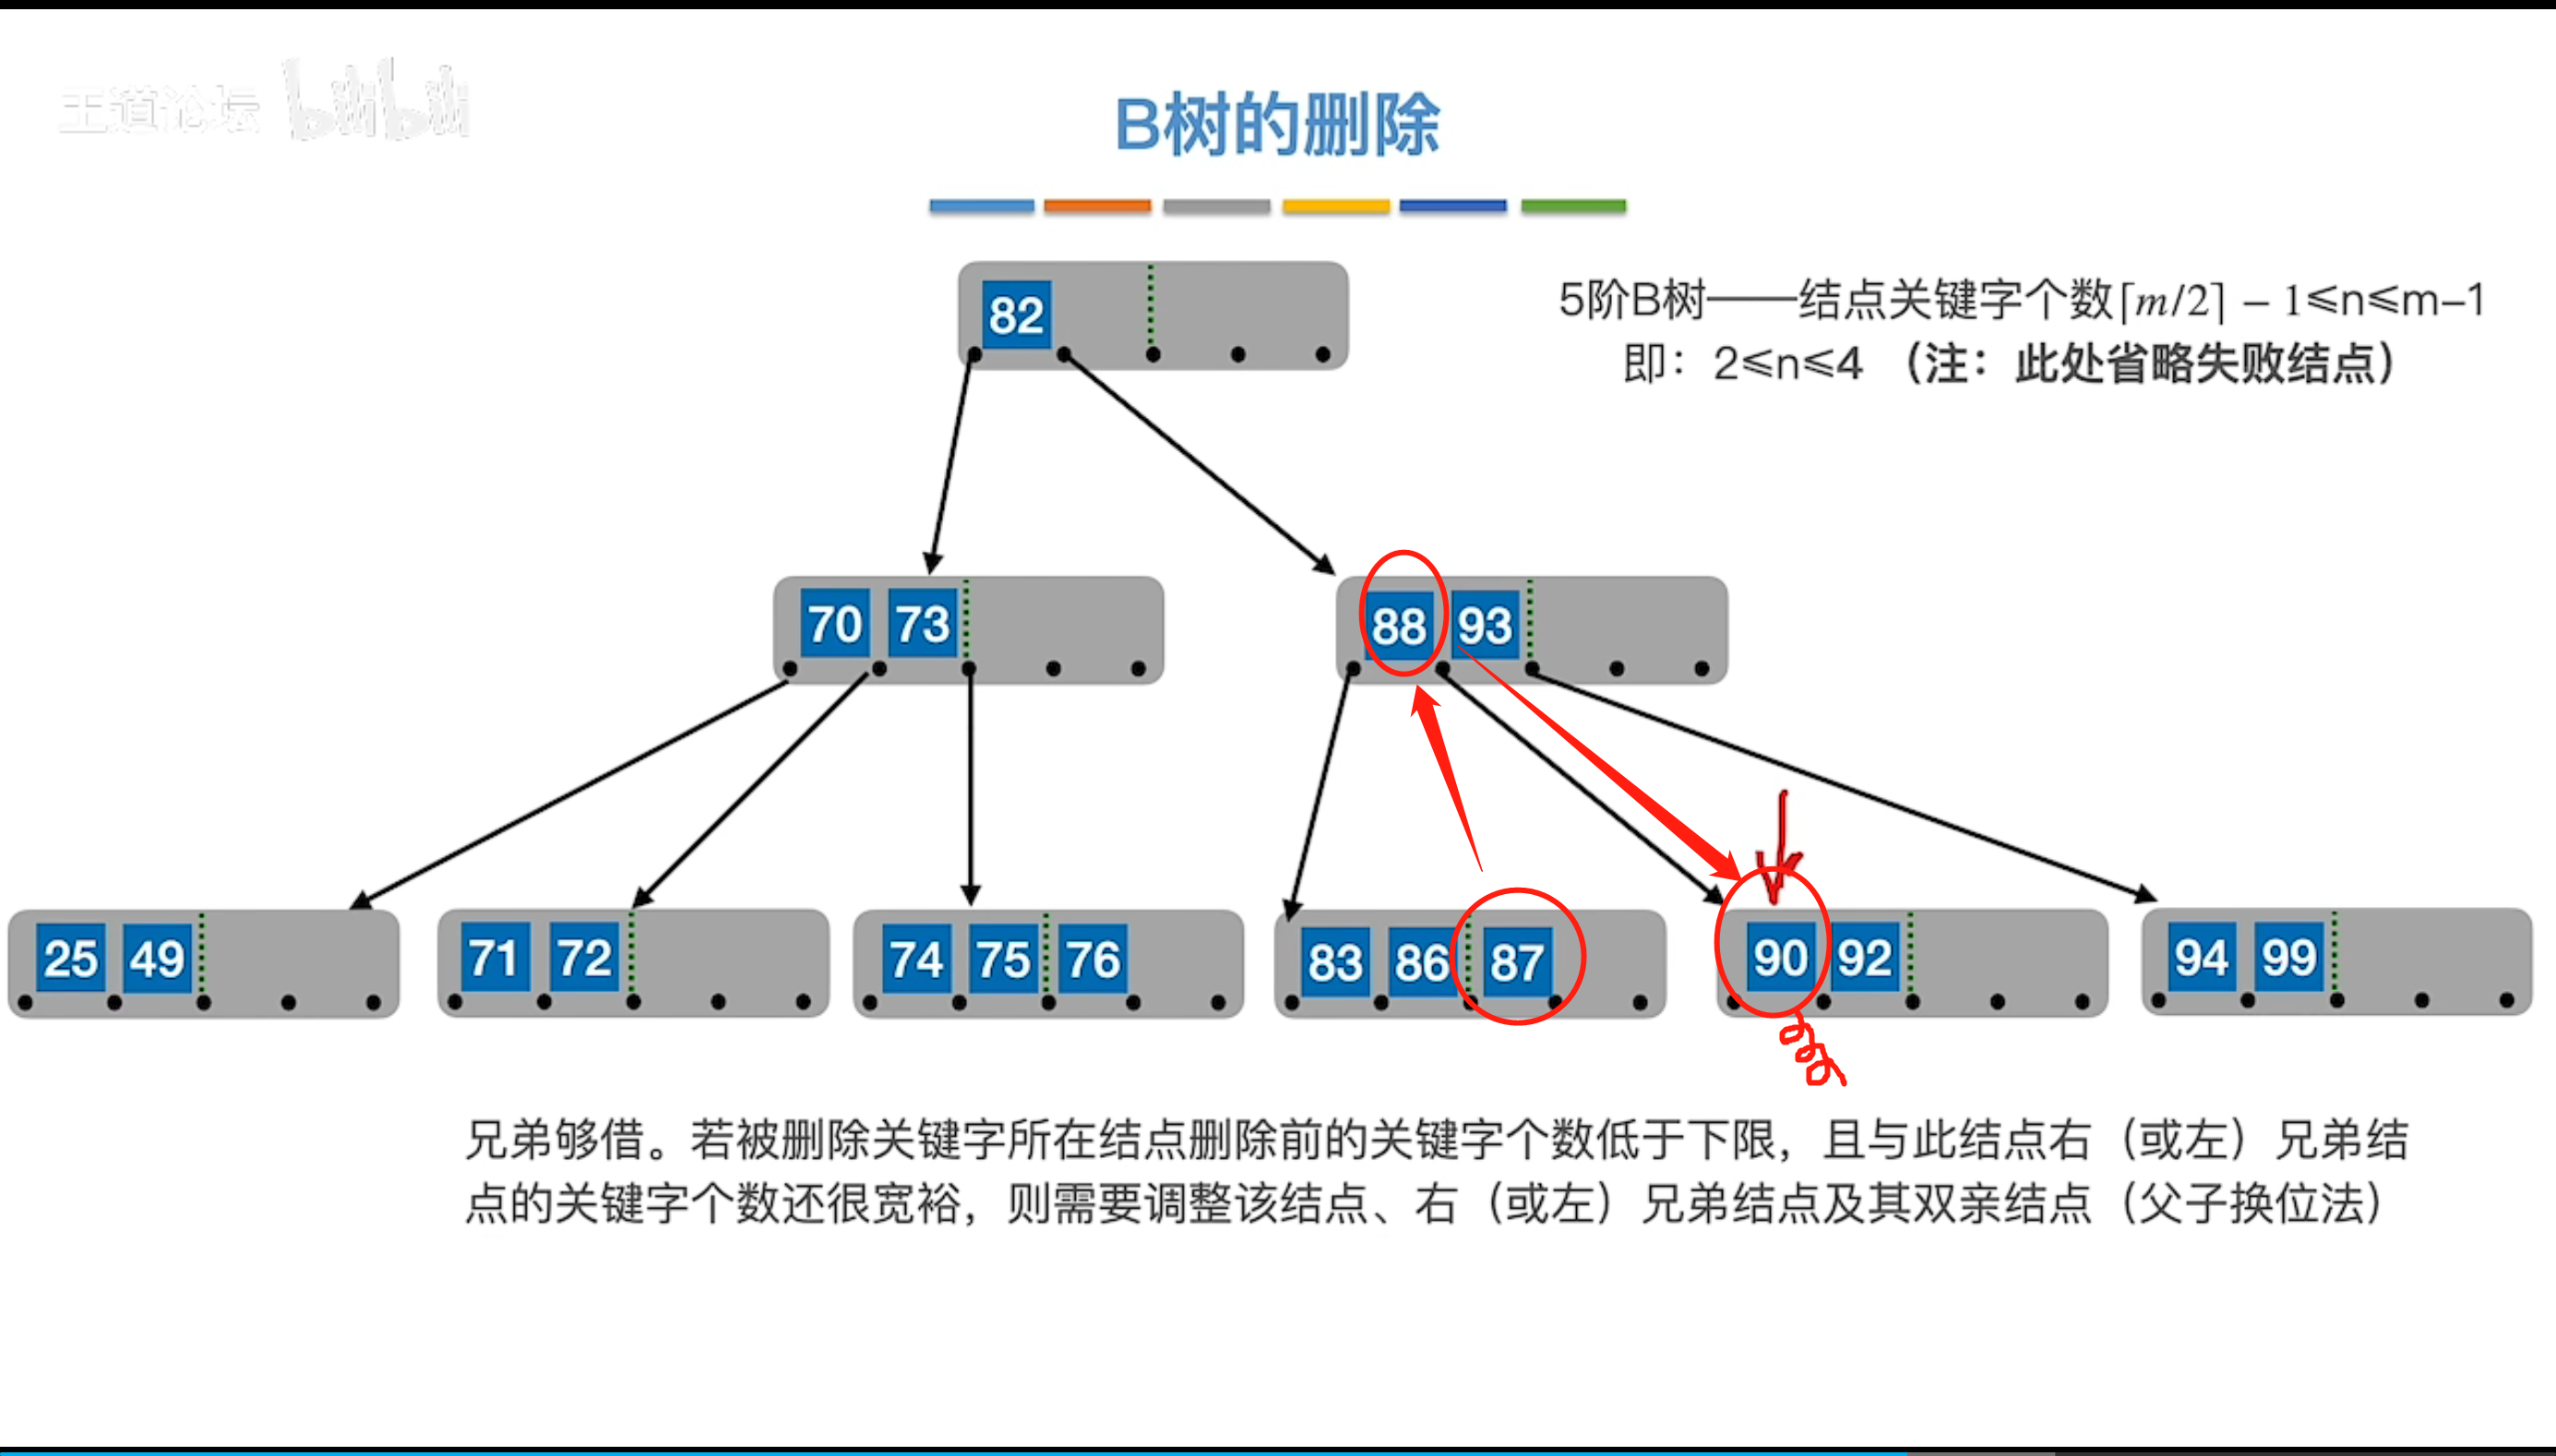 王道论坛 bilibili
B树的删除
82
5阶B树——结点关键字个数⌈m/2⌉ – 1≤n≤m–1
即：2≤n≤4 （注：此处省略失败结点）
70 73
88 93
25 49
71 72
74 75 76
83 86 87
90 92
94 99
兄弟够借。若被删除关键字所在结点删除前的关键字个数低于下限，且与此结点右（或左）兄弟结
点的关键字个数还很宽裕，则需要调整该结点、右（或左）兄弟结点及其双亲结点（父子换位法）